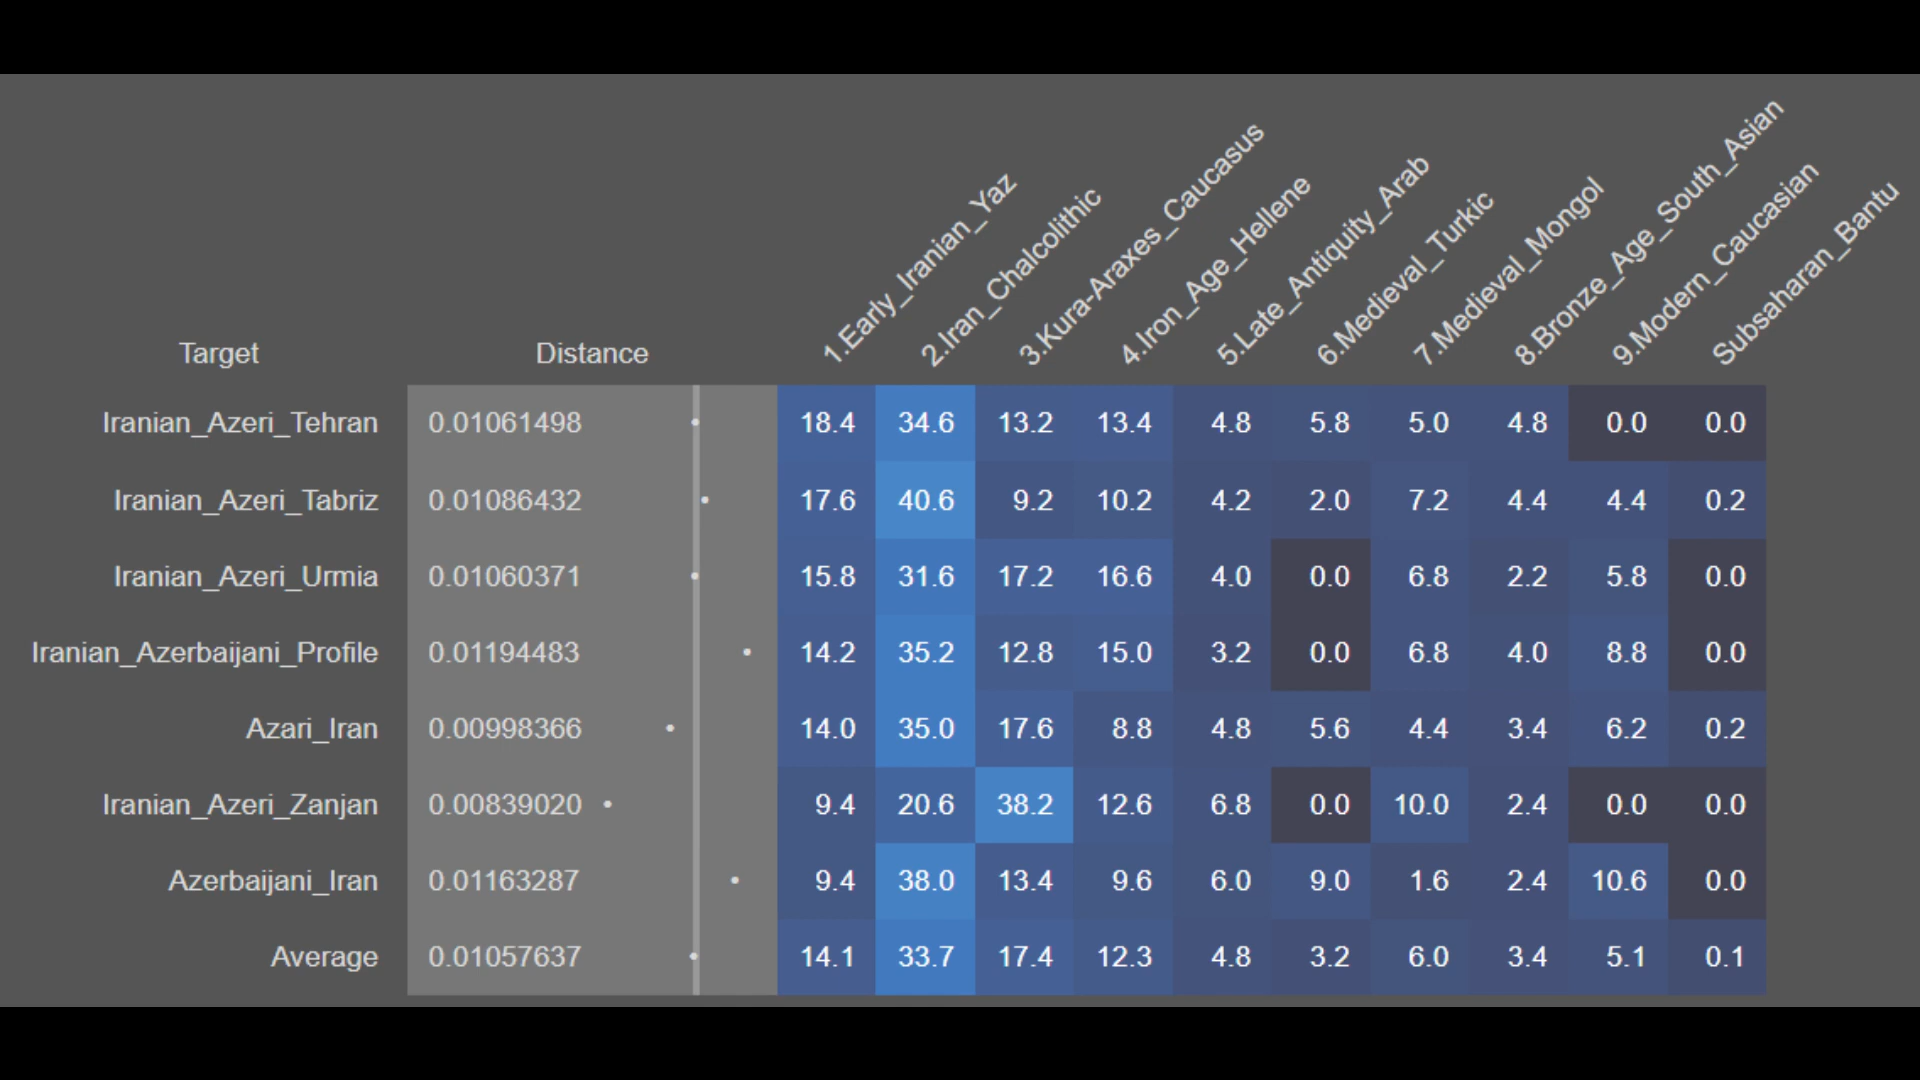 Target Distance 1.Early_Iranian_Yaz 2.Iran_Chalcolithic 3.Kura-Araxes_Caucasus 4.Iron_Age_Hellene 5.Late_Antiquity_Arab 6.Medieval_Turkic 7.Medieval_Mongol 8.Bronze_Age_South_Asian 9.Modern_Caucasian Subsaharan_Bantu
Iranian_Azeri_Tehran 0.01061498 18.4 34.6 13.2 13.4 4.8 5.8 5.0 4.8 0.0 0.0
Iranian_Azeri_Tabriz 0.01086432 17.6 40.6 9.2 10.2 4.2 2.0 7.2 4.4 4.4 0.2
Iranian_Azeri_Urmia 0.01060371 15.8 31.6 17.2 16.6 4.0 0.0 6.8 2.2 5.8 0.0
Iranian_Azerbaijani_Profile 0.01194483 14.2 35.2 12.8 15.0 3.2 0.0 6.8 4.0 8.8 0.0
Azari_Iran 0.00998366 14.0 35.0 17.6 8.8 4.8 5.6 4.4 3.4 6.2 0.2
Iranian_Azeri_Zanjan 0.00839020 9.4 20.6 38.2 12.6 6.8 0.0 10.0 2.4 0.0 0.0
Azerbaijani_Iran 0.01163287 9.4 38.0 13.4 9.6 6.0 9.0 1.6 2.4 10.6 0.0
Average 0.01057637 14.1 33.7 17.4 12.3 4.8 3.2 6.0 3.4 5.1 0.1